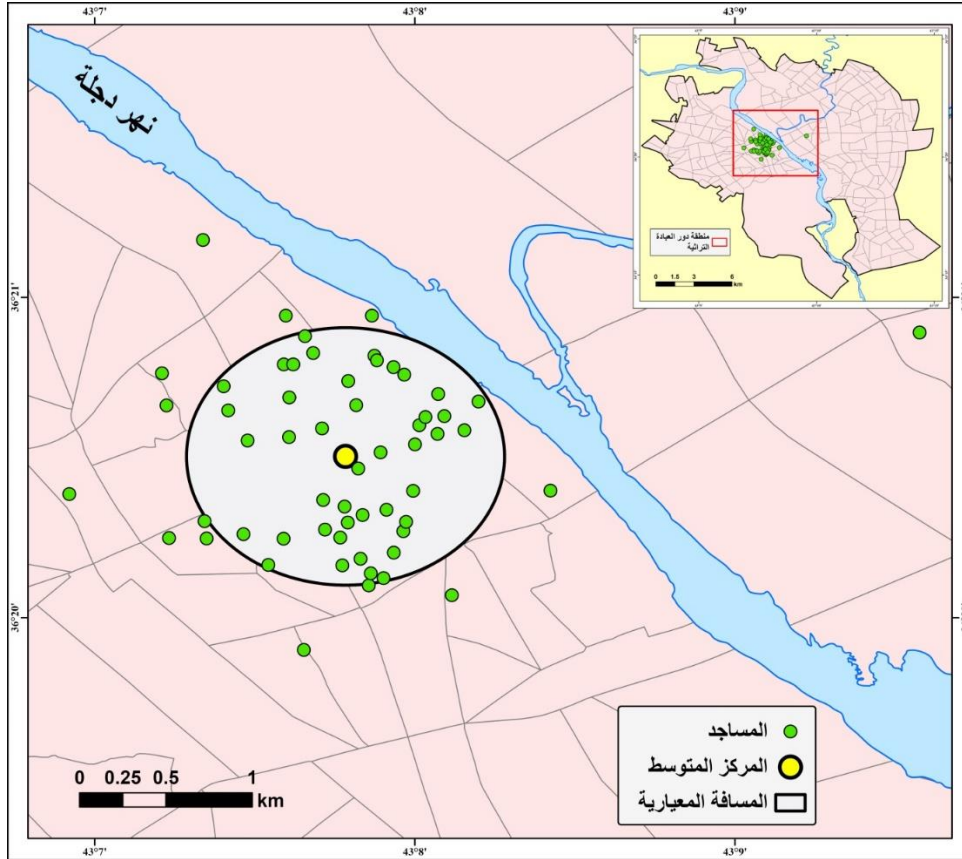 43°7'
43°8'
43°9'
نهر دجلة
منطقة دور العبادة
التراثية
0 1.5 3 6
km
36°21'
36°20'
المساجد
المركز المتوسط
المسافة المعيارية
0 0.25 0.5 1
km
43°7'
43°8'
43°9'